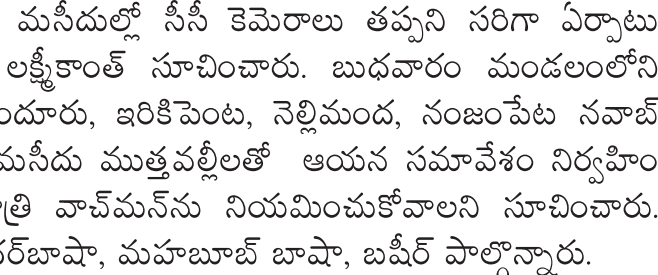 మసీదుల్లో సీసీ కెమెరాలు తప్పని సరిగా ఏర్పాటు
లక్ష్మీకాంత్ సూచించారు. బుధవారం మండలంలోని
ందూరు, ఇరికిపెంట, నెల్లిమంద, నంజంపేట నవాబ్
మసీదు ముత్తవల్లీలతో ఆయన సమావేశం నిర్వహిం
త్రి వాచ్‌మన్‌ను నియమించుకోవాలని సూచించారు.
దర్‌బాషా, మహబూబ్ బాషా, బషీర్ పాల్గొన్నారు.